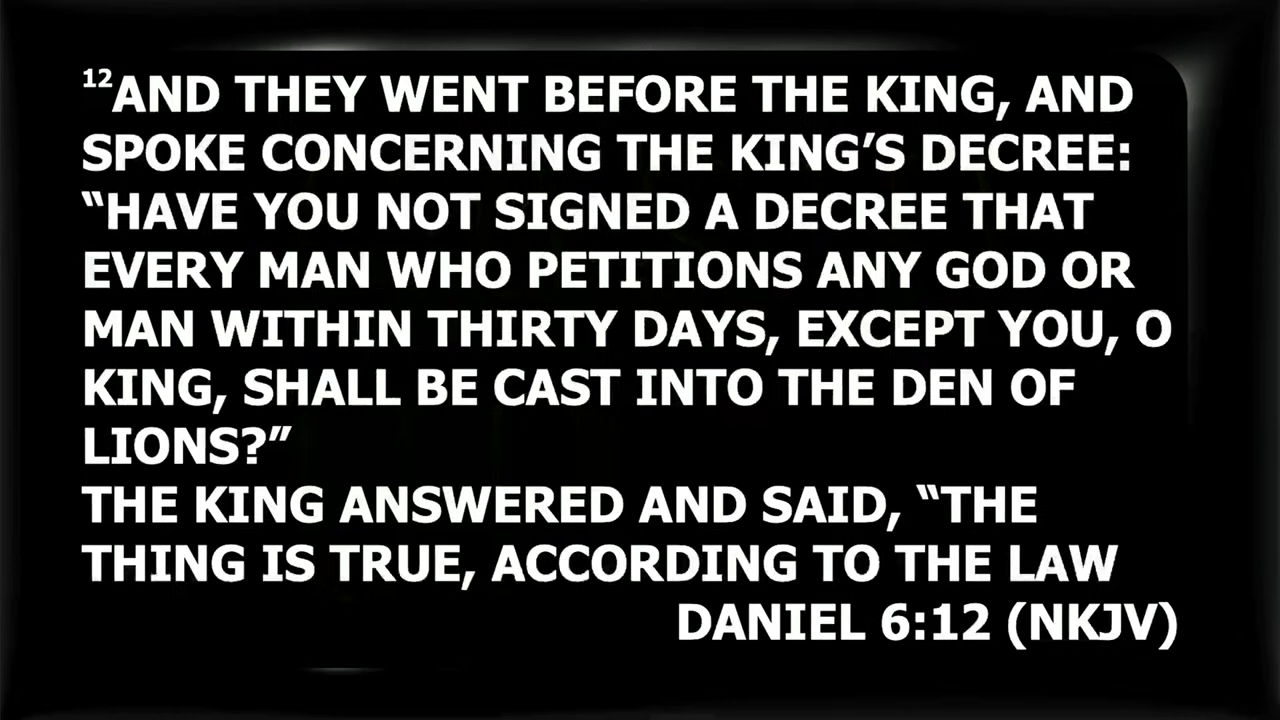 12AND THEY WENT BEFORE THE KING, AND
SPOKE CONCERNING THE KING’S DECREE:
“HAVE YOU NOT SIGNED A DECREE THAT
EVERY MAN WHO PETITIONS ANY GOD OR
MAN WITHIN THIRTY DAYS, EXCEPT YOU, O
KING, SHALL BE CAST INTO THE DEN OF
LIONS?”
THE KING ANSWERED AND SAID, “THE
THING IS TRUE, ACCORDING TO THE LAW
DANIEL 6:12 (NKJV)